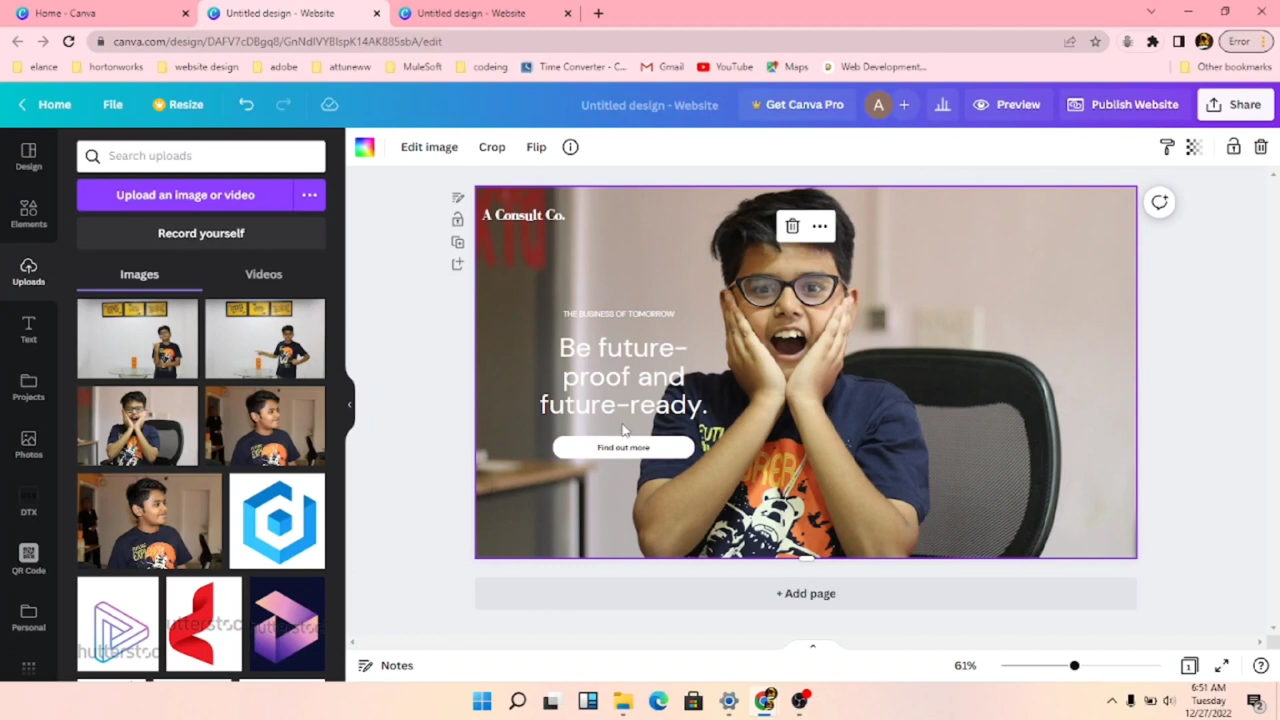 Home - Canva
Untitled design - Website
Untitled design - Website
canva.com/design/DAFV7cDBgq8/GnNdIVYBIspK14AK885sbA/edit
Error
elance
hortonworks
website design
adobe
attuneww
MuleSoft
codeing
Time Converter - C...
Gmail
YouTube
Maps
Web Development...
Other bookmarks
Home
File
Resize
Untitled design - Website
Get Canva Pro
A
Preview
Publish Website
Share
Design
Elements
Uploads
Text
Projects
Photos
DTX
QR Code
Personal
Search uploads
Upload an image or video
Record yourself
Images
Videos
Edit image
Crop
Flip
A Consult Co.
THE BUSINESS OF TOMORROW
Be future-
proof and
future-ready.
Find out more
+ Add page
Notes
61%
1
6:51 AM
Tuesday
12/27/2022
2